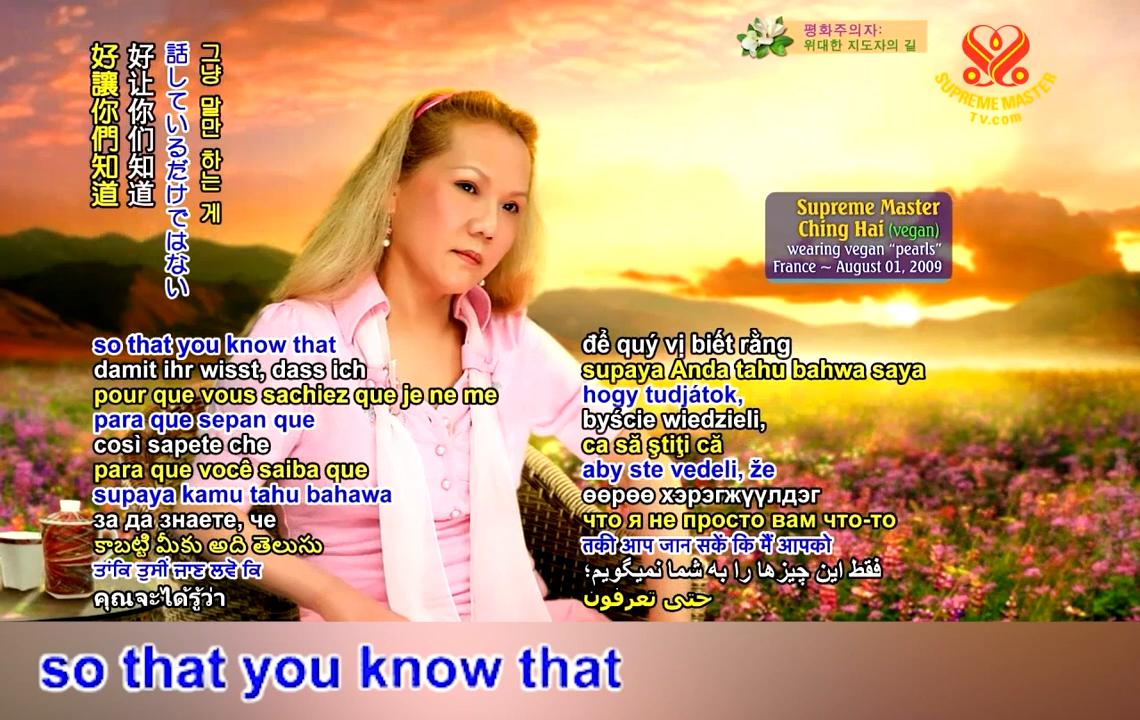 평화주의자:
위대한 지도자의 길
SUPREME MASTER
TV.com
그냥 말만 하는 게
話しているだけではない
好让你们知道
好讓你們知道
Supreme Master
Ching Hai (vegan)
wearing vegan “pearls”
France ~ August 01, 2009
so that you know that
damit ihr wisst, dass ich
pour que vous sachiez que je ne me
para que sepan que
così sapete che
para que você saiba que
supaya kamu tahu bahawa
за да знаете, че
కాబట్టి మీకు అది తెలుసు
ਤਾਂਕਿ ਤੁਸੀਂ ਜਾਣ ਲਵੋ ਕਿ
คุณจะได้รู้ว่า
để quý vị biết rằng
supaya Anda tahu bahwa saya
hogy tudjátok,
byście wiedzieli,
ca să ştiţi că
aby ste vedeli, že
өөрөө хэрэгжүүлдэг
что я не просто вам что-то
तकी आप जान सकें कि मैं आपको
فقط این چیزها را به شما نمیگویم؛
حتى تعرفون
so that you know that